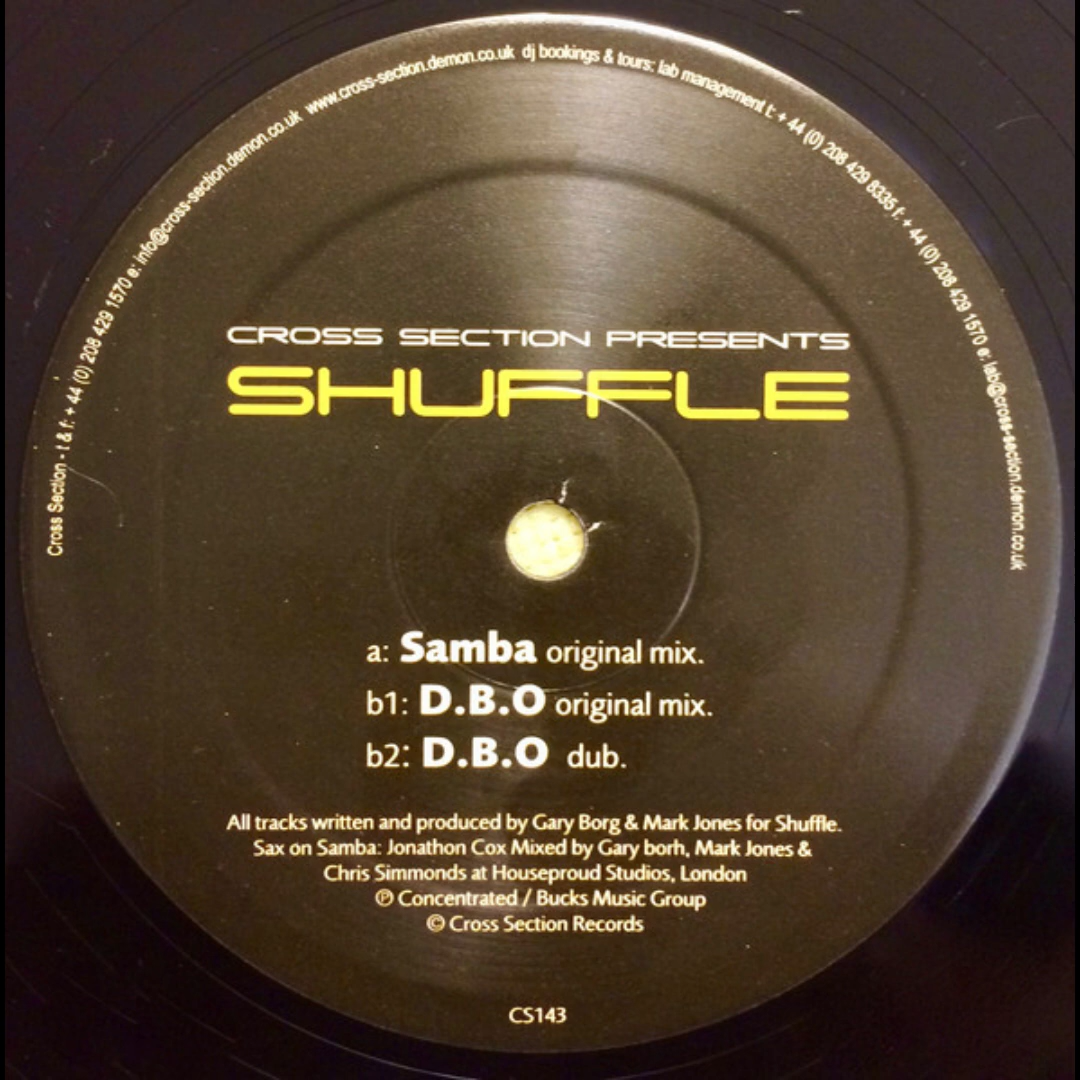 Cross Section - t & f: + 44 (0) 208 429 1570 e: info@cross-section.demon.co.uk www.cross-section.demon.co.uk dj bookings & tours: lab management t: + 44 (0) 208 429 8335 f: + 44 (0) 208 429 1570 e: lab@cross-section.demon.co.uk
CROSS SECTION PRESENTS
SHUFFLE
a: Samba original mix.
b1: D.B.O original mix.
b2: D.B.O dub.
All tracks written and produced by Gary Borg & Mark Jones for Shuffle.
Sax on Samba: Jonathon Cox Mixed by Gary borh, Mark Jones &
Chris Simmonds at Houseproud Studios, London
℗ Concentrated / Bucks Music Group
© Cross Section Records
CS143